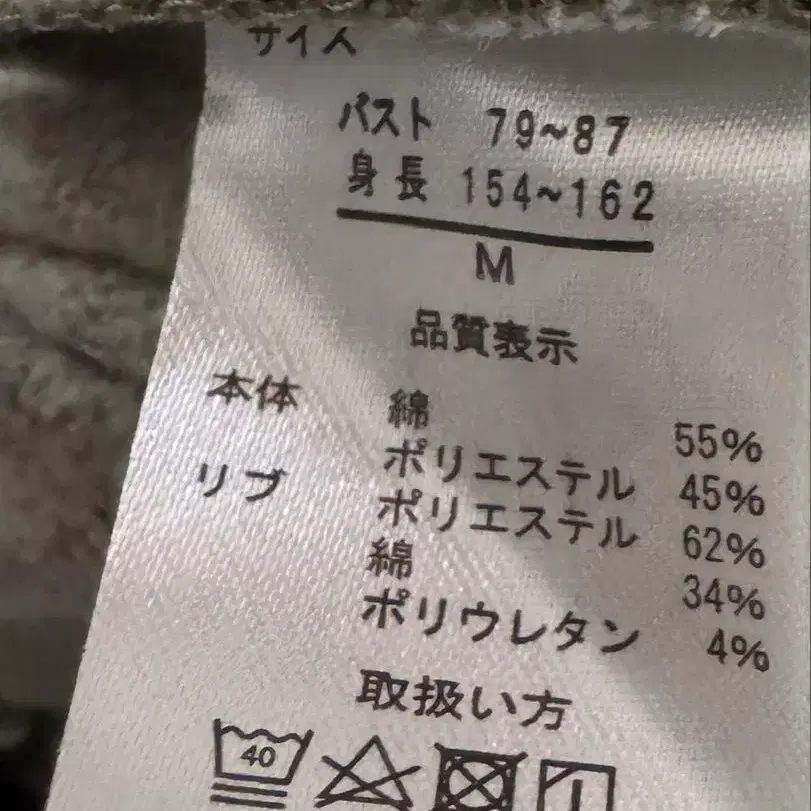 サイズ
バスト 79~87
身長 154~162
M
品質表示
本体 綿 55%
ポリエステル 45%
リブ ポリエステル 62%
綿 34%
ポリウレタン 4%
取扱い方
40